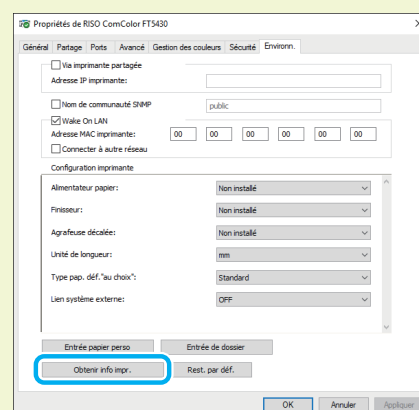 Propriétés de RISO ComColor FT5430
Général Partage Ports Avancé Gestion des couleurs Sécurité Environn.
Via imprimante partagée
Adresse IP imprimante:
Nom de communauté SNMP public
Wake On LAN
Adresse MAC imprimante: 00 00 00 00 00 00
Connecter à autre réseau
Configuration imprimante
Alimentateur papier: Non installé
Finisseur: Non installé
Agrafeuse décalée: Non installé
Unité de longueur: mm
Type pap. déf."au choix": Standard
Lien système externe: OFF
Entrée papier perso Entrée de dossier
Obtenir info impr. Rest. par déf.
OK Annuler Appliquer